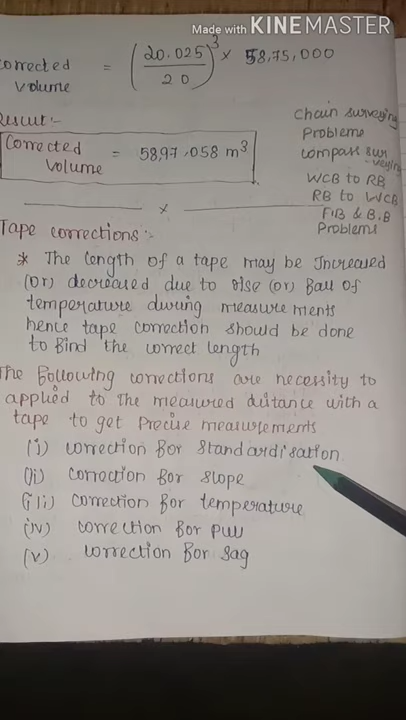 Made with KINEMASTER
Corrected Volume = (20.025 / 20)³ × 58,75,000
Result:-
Corrected Volume = 5897,058 m³
Chain surveying
Problems
Compass sur-veying
WCB to RB
RB to WCB
F.B & B.B
Problems
×
Tape corrections:-
* The length of a tape may be Increased
(or) decreased due to rise (or) fall of
temperature during measurements
hence tape correction should be done
to find the correct length
The following corrections are necessity to
applied to the measured distance with a
tape to get precise measurements
(i) correction for standardisation
(ii) correction for slope
(iii) correction for temperature
(iv) correction for pull
(v) correction for sag